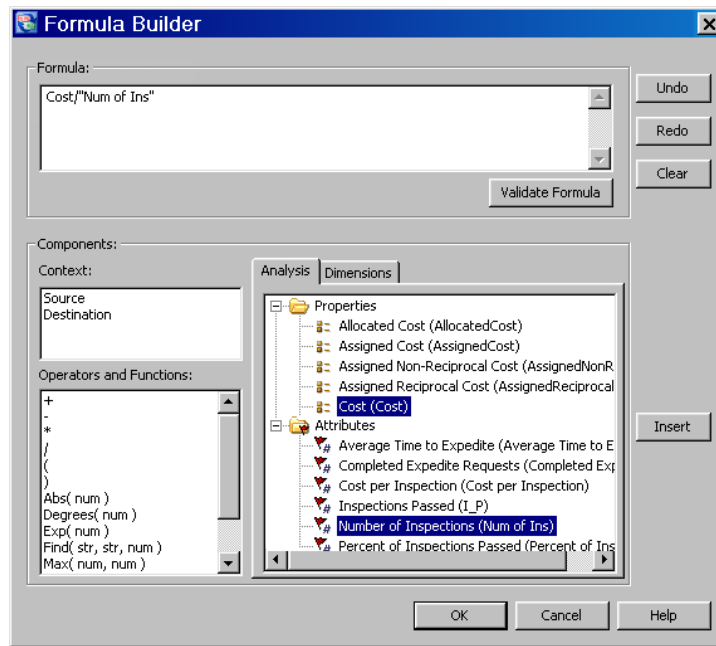 Formula Builder
Formula:
Cost/"Num of Ins"
Undo
Redo
Clear
Validate Formula
Components:
Context:
Source
Destination
Operators and Functions:
+
-
*
/
(
)
Abs( num )
Degrees( num )
Exp( num )
Find( str, str, num )
Max( num, num )
Analysis
Dimensions
Properties
Allocated Cost (AllocatedCost)
Assigned Cost (AssignedCost)
Assigned Non-Reciprocal Cost (AssignedNonR
Assigned Reciprocal Cost (AssignedReciprocal
Cost (Cost)
Attributes
Average Time to Expedite (Average Time to E
Completed Expedite Requests (Completed Exp
Cost per Inspection (Cost per Inspection)
Inspections Passed (I_P)
Number of Inspections (Num of Ins)
Percent of Inspections Passed (Percent of Ins
Insert
OK
Cancel
Help